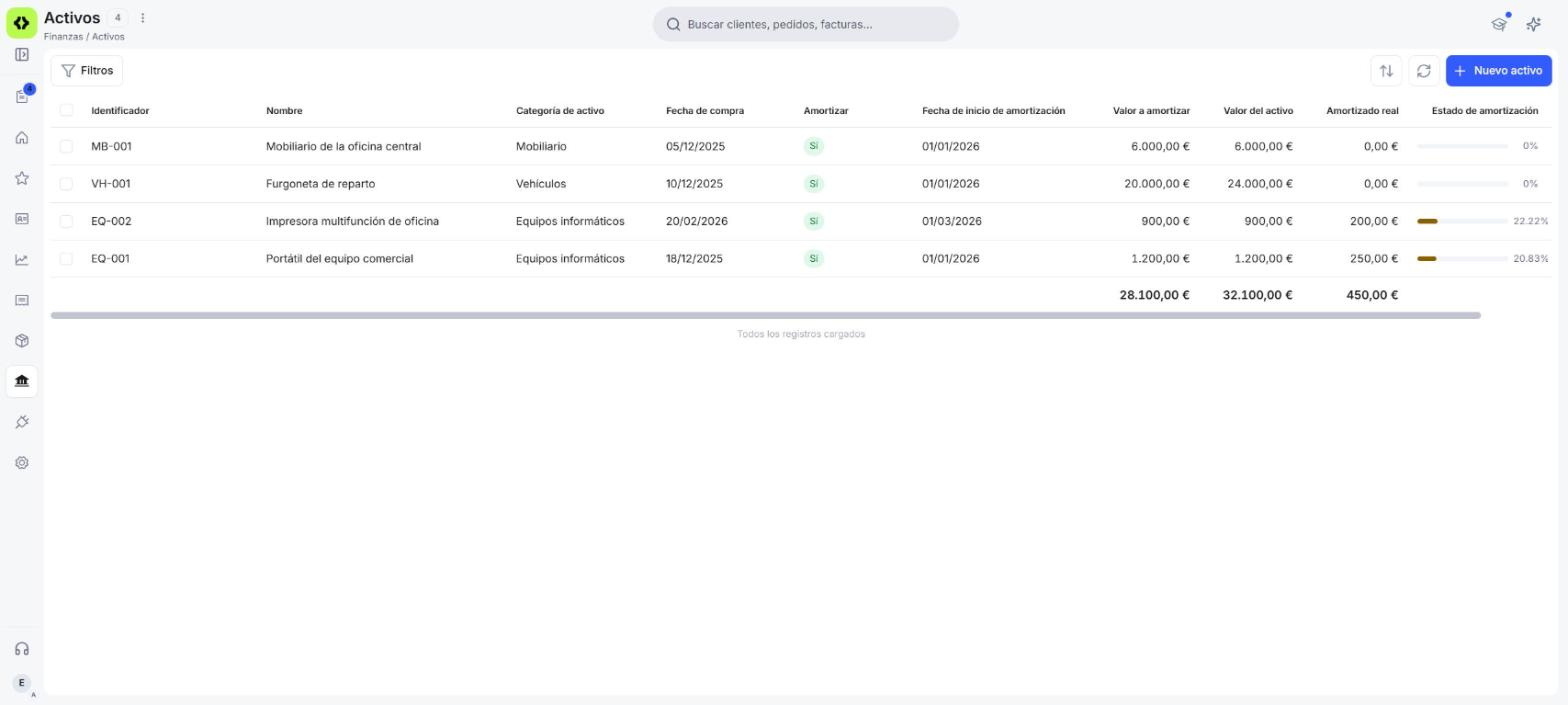 Activos 4
Finanzas / Activos
Buscar clientes, pedidos, facturas...
4
Filtros
Nuevo activo
Identificador Nombre Categoría de activo Fecha de compra Amortizar Fecha de inicio de amortización Valor a amortizar Valor del activo Amortizado real Estado de amortización
MB-001 Mobiliario de la oficina central Mobiliario 05/12/2025 Sí 01/01/2026 6.000,00 € 6.000,00 € 0,00 € 0%
VH-001 Furgoneta de reparto Vehículos 10/12/2025 Sí 01/01/2026 20.000,00 € 24.000,00 € 0,00 € 0%
EQ-002 Impresora multifunción de oficina Equipos informáticos 20/02/2026 Sí 01/03/2026 900,00 € 900,00 € 200,00 € 22.22%
EQ-001 Portátil del equipo comercial Equipos informáticos 18/12/2025 Sí 01/01/2026 1.200,00 € 1.200,00 € 250,00 € 20.83%
28.100,00 € 32.100,00 € 450,00 €
Todos los registros cargados
E
A